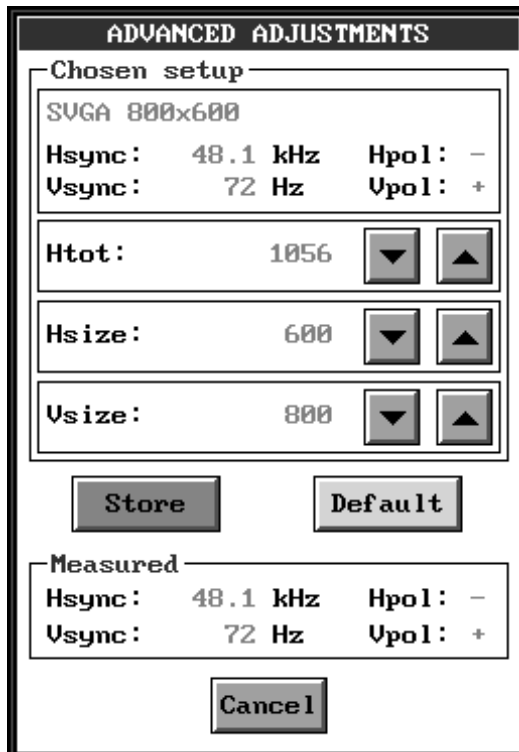 ADVANCED ADJUSTMENTS
Chosen setup
SVGA 800x600
Hsync: 48.1 kHz Hpol: -
Vsync: 72 Hz Vpol: +
Htot: 1056
Hsize: 600
Vsize: 800
Store Default
Measured
Hsync: 48.1 kHz Hpol: -
Vsync: 72 Hz Vpol: +
Cancel